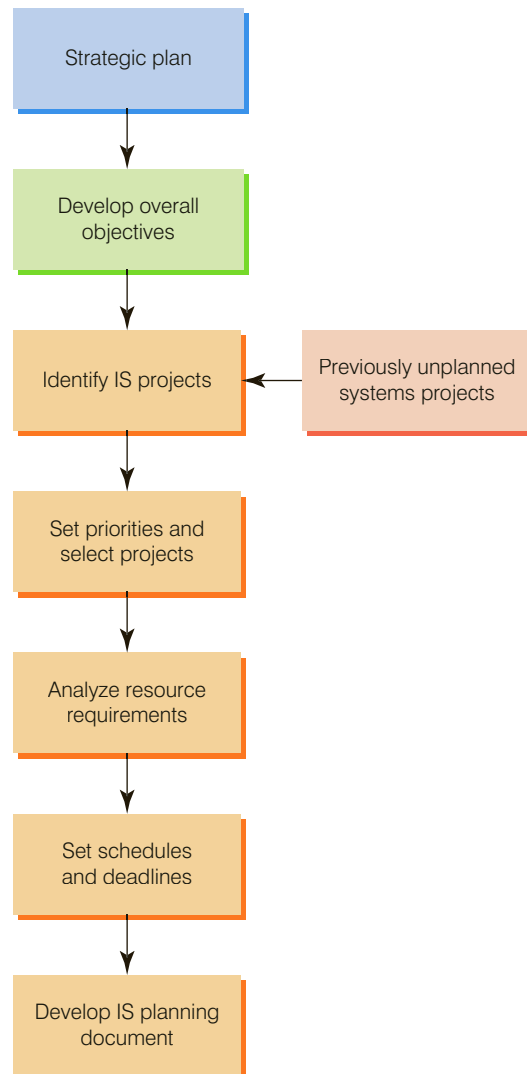 Strategic plan
Develop overall
objectives
Identify IS projects
Previously unplanned
systems projects
Set priorities and
select projects
Analyze resource
requirements
Set schedules
and deadlines
Develop IS planning
document